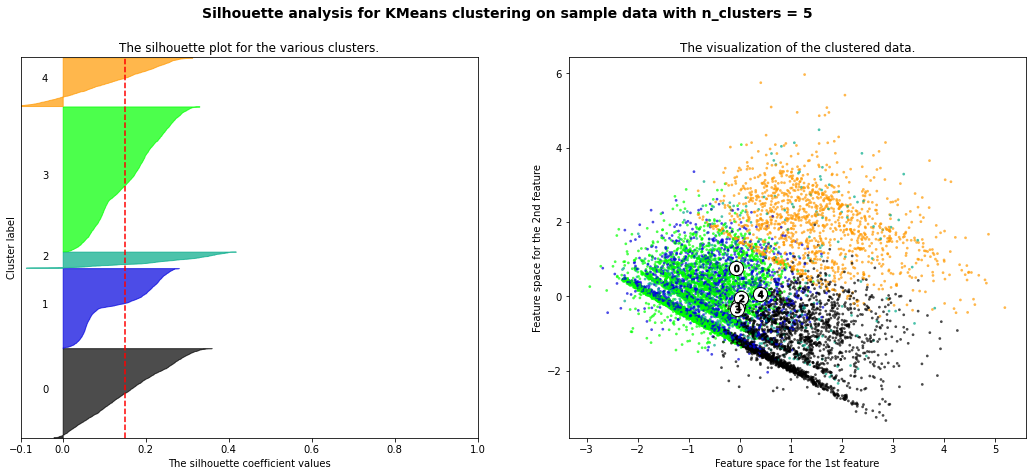 Silhouette analysis for KMeans clustering on sample data with n_clusters = 5
The silhouette plot for the various clusters.
Cluster label
4
3
2
1
0
−0.1 0.0 0.2 0.4 0.6 0.8 1.0
The silhouette coefficient values
The visualization of the clustered data.
Feature space for the 2nd feature
6
4
2
0
−2
0
4
2
3
−3 −2 −1 0 1 2 3 4 5
Feature space for the 1st feature